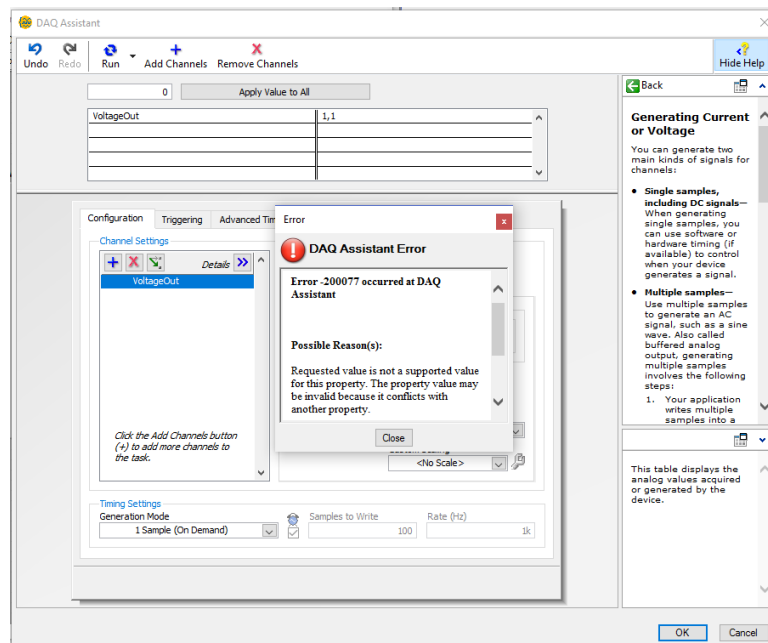 DAQ Assistant
Undo Redo Run Add Channels Remove Channels Hide Help
0 Apply Value to All
VoltageOut 1,1
Configuration Triggering Advanced Tim
Channel Settings
Details
VoltageOut
Click the Add Channels button
(+) to add more channels to
the task.
<No Scale>
Timing Settings
Generation Mode
1 Sample (On Demand)
Samples to Write
100
Rate (Hz)
1k
Error
x
DAQ Assistant Error
Error -200077 occurred at DAQ
Assistant
Possible Reason(s):
Requested value is not a supported value
for this property. The property value may
be invalid because it conflicts with
another property.
Close
Back
Generating Current
or Voltage
You can generate two
main kinds of signals for
channels:
• Single samples,
including DC signals—
When generating
single samples, you
can use software or
hardware timing (if
available) to control
when your device
generates a signal.
• Multiple samples—
Use multiple samples
to generate an AC
signal, such as a sine
wave. Also called
buffered analog
output, generating
multiple samples
involves the following
steps:
1. Your application
writes multiple
samples into a
This table displays the
analog values acquired
or generated by the
device.
OK Cancel